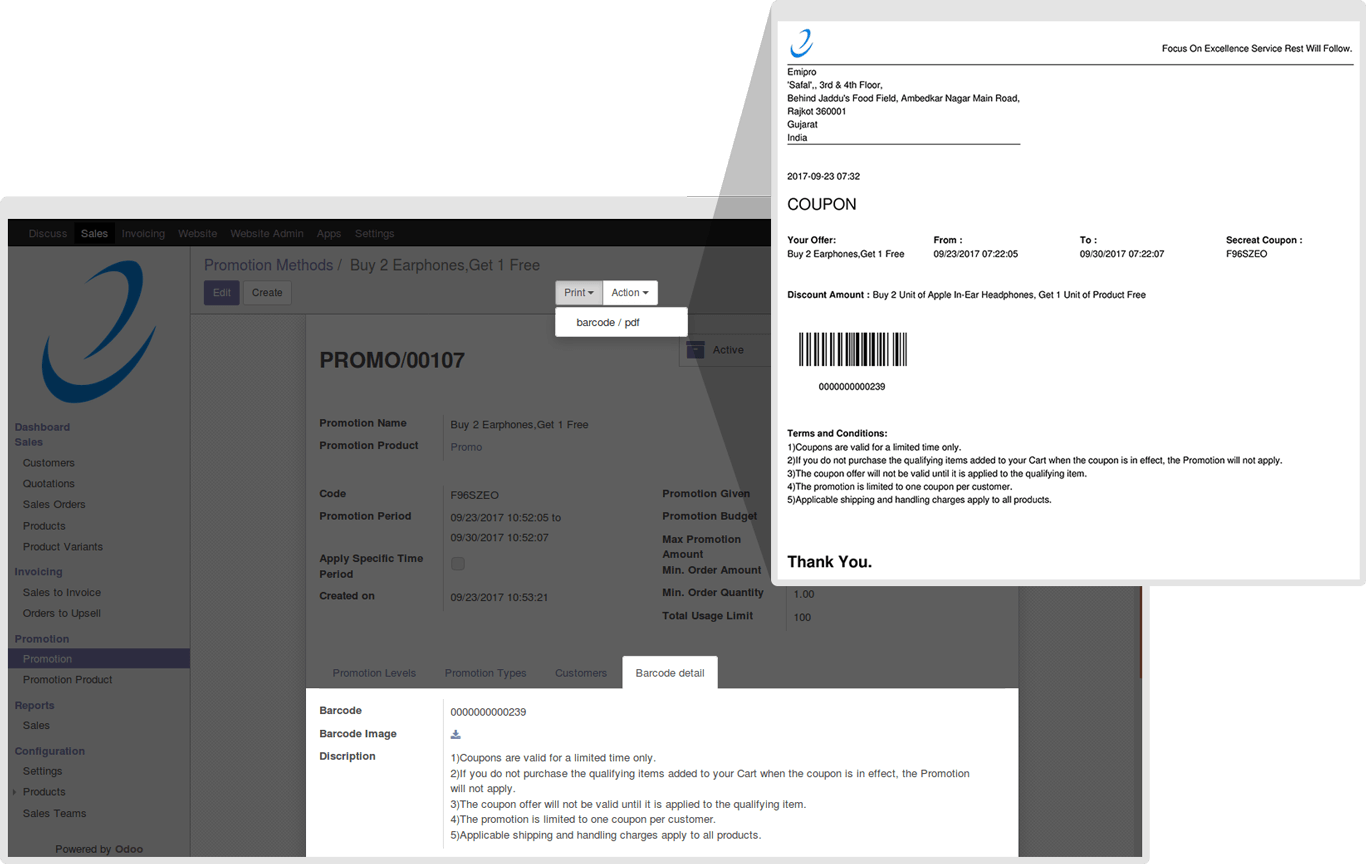 Focus On Excellence Service Rest Will Follow.
Emipro
'Safal',, 3rd & 4th Floor,
Behind Jaddu's Food Field, Ambedkar Nagar Main Road,
Rajkot 360001
Gujarat
India
2017-09-23 07:32
COUPON
Your Offer: From : To : Secreat Coupon :
Buy 2 Earphones,Get 1 Free 09/23/2017 07:22:05 09/30/2017 07:22:07 F96SZEO
Discount Amount : Buy 2 Unit of Apple In-Ear Headphones, Get 1 Unit of Product Free
0000000000239
Terms and Conditions:
1)Coupons are valid for a limited time only.
2)If you do not purchase the qualifying items added to your Cart when the coupon is in effect, the Promotion will not apply.
3)The coupon offer will not be valid until it is applied to the qualifying item.
4)The promotion is limited to one coupon per customer.
5)Applicable shipping and handling charges apply to all products.
Thank You.
Discuss Sales Invoicing Website Website Admin Apps Settings
Promotion Methods / Buy 2 Earphones,Get 1 Free
Edit Create Print Action
barcode / pdf
Active
Dashboard
Sales
Customers
Quotations
Sales Orders
Products
Product Variants
Invoicing
Sales to Invoice
Orders to Upsell
Promotion
Promotion
Promotion Product
Reports
Sales
Configuration
Settings
Products
Sales Teams
Powered by Odoo
PROMO/00107
Promotion Name Buy 2 Earphones,Get 1 Free
Promotion Product Promo
Code F96SZEO
Promotion Period 09/23/2017 10:52:05 to
09/30/2017 10:52:07
Apply Specific Time
Period
Created on 09/23/2017 10:53:21
Promotion Given
Promotion Budget
Max Promotion
Amount
Min. Order Amount
Min. Order Quantity 1.00
Total Usage Limit 100
Promotion Levels Promotion Types Customers Barcode detail
Barcode 0000000000239
Barcode Image
Discription 1)Coupons are valid for a limited time only.
2)If you do not purchase the qualifying items added to your Cart when the coupon is in effect, the Promotion
will not apply.
3)The coupon offer will not be valid until it is applied to the qualifying item.
4)The promotion is limited to one coupon per customer.
5)Applicable shipping and handling charges apply to all products.